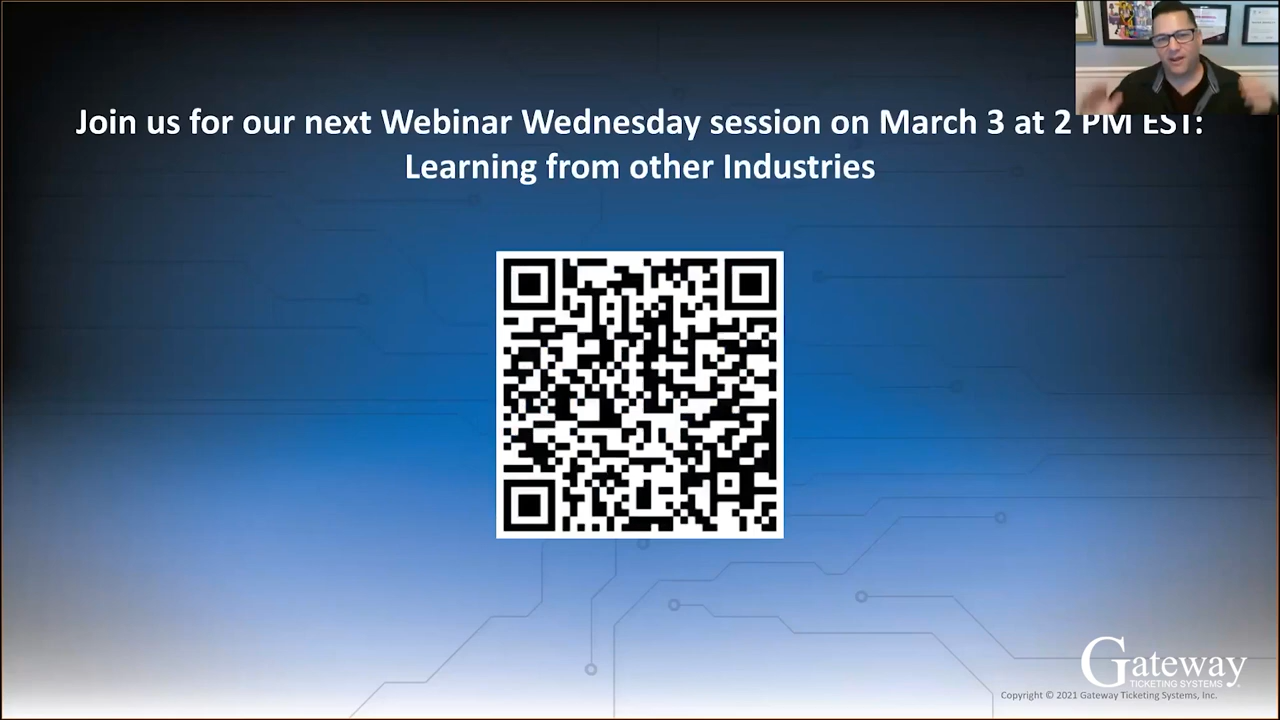 Join us for our next Webinar Wednesday session on March 3 at 2 PM EST:
Learning from other Industries
Gateway
TICKETING SYSTEMS
Copyright © 2021 Gateway Ticketing Systems, Inc.